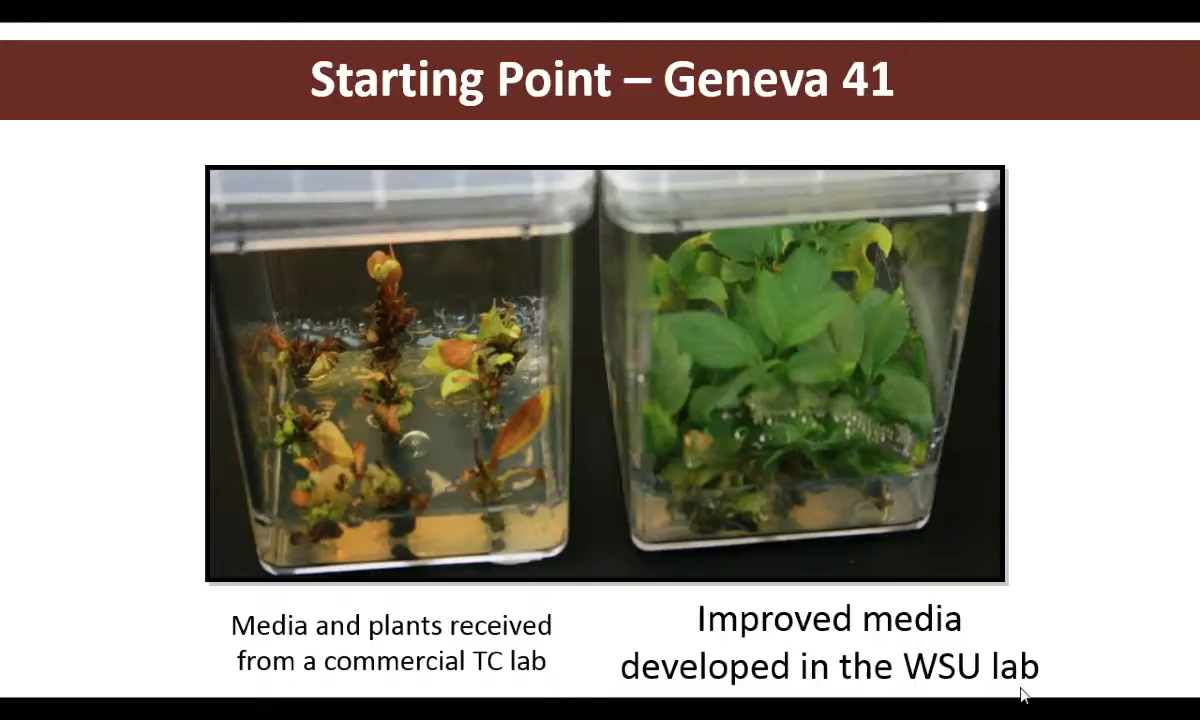 Starting Point – Geneva 41
Media and plants received
from a commercial TC lab
Improved media
developed in the WSU lab